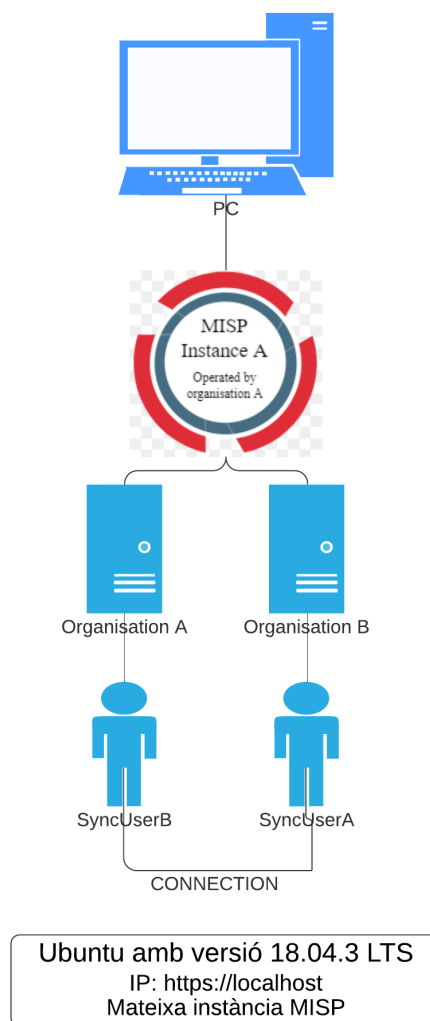 PC
MISP
Instance A
Operated by
organisation A
Organisation A
Organisation B
SyncUserB
SyncUserA
CONNECTION
Ubuntu amb versió 18.04.3 LTS
IP: https://localhost
Mateixa instància MISP